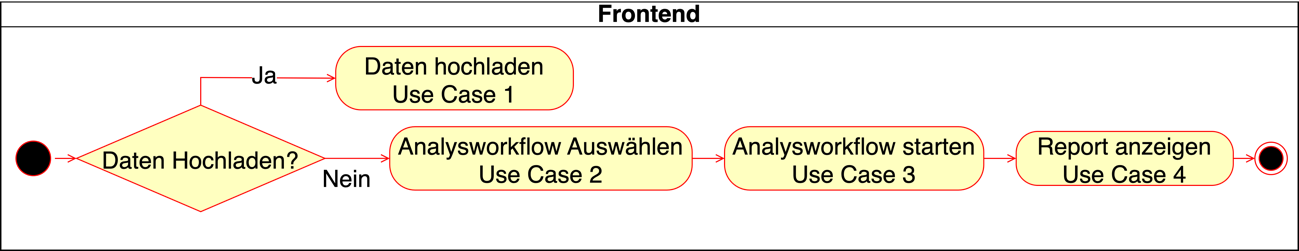 Frontend
Ja
Daten hochladen
Use Case 1
Daten Hochladen?
Nein
Analysworkflow Auswählen
Use Case 2
Analysworkflow starten
Use Case 3
Report anzeigen
Use Case 4